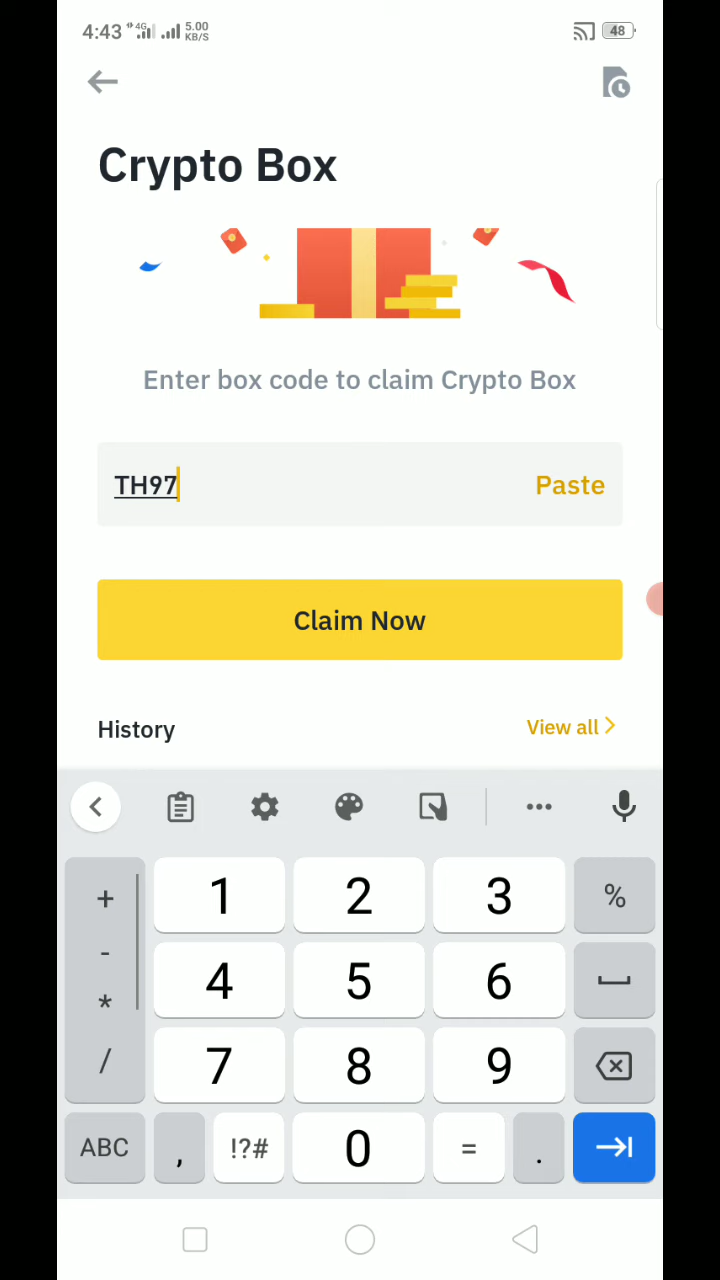 4:43 4G 5.00 KB/S 48
Crypto Box
Enter box code to claim Crypto Box
TH97 Paste
Claim Now
History View all
+ 1 2 3 %
- 4 5 6
*
/ 7 8 9
ABC , !?# 0 = .